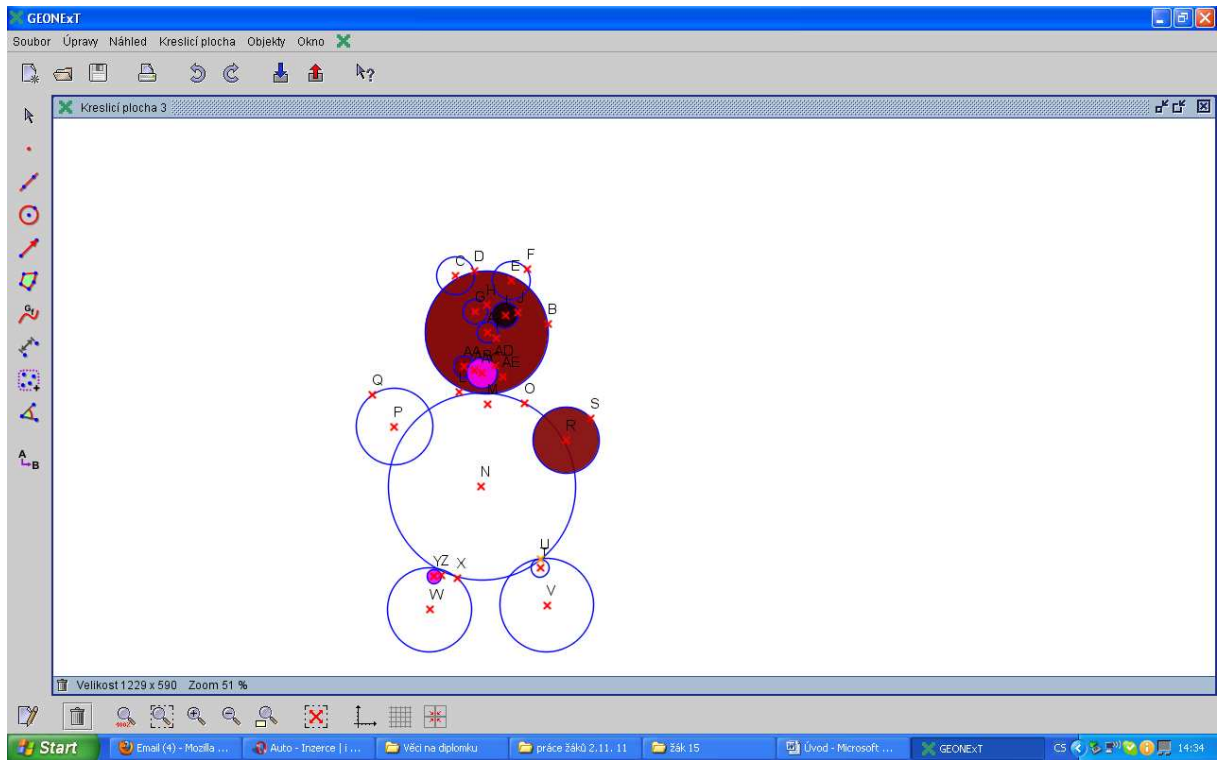 GEONExT
Soubor Úpravy Náhled Kreslicí plocha Objekty Okno
Kreslicí plocha 3
C D E F
G H I J
B
A
AA AD
AE
L M O
Q
P
S
R
N
U
T
Y Z X
W V
Velikost 1229 x 590 Zoom 51 %
Start Email (4) - Mozilla ... Auto - Inzerce | i ... Věci na diplomku práce žáků 2.11. 11 žák 15 Úvod - Microsoft ... GEONExT CS 14:34